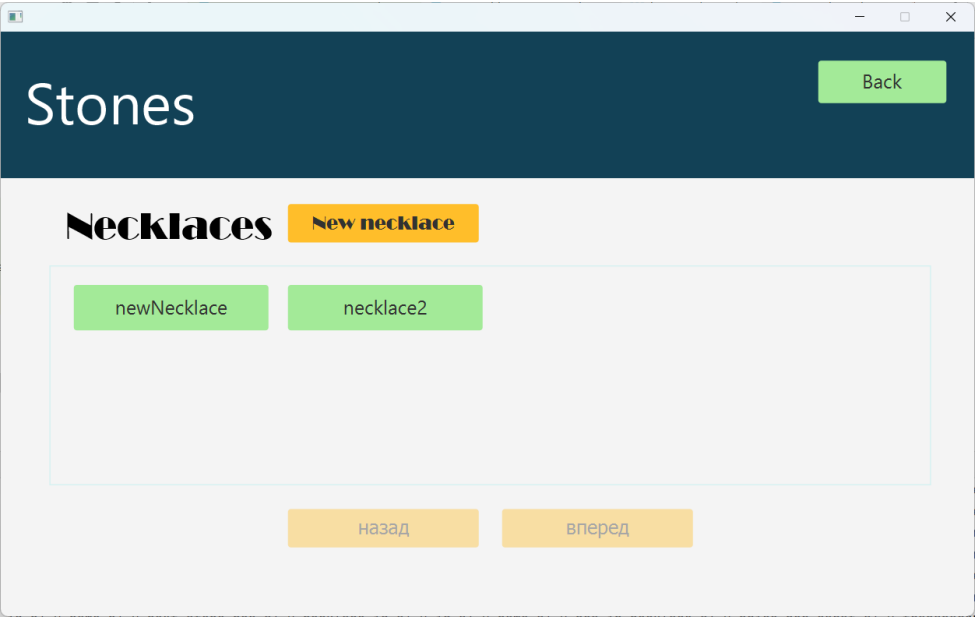 Back
Stones
Necklaces
New necklace
newNecklace
necklace2
назад
вперед